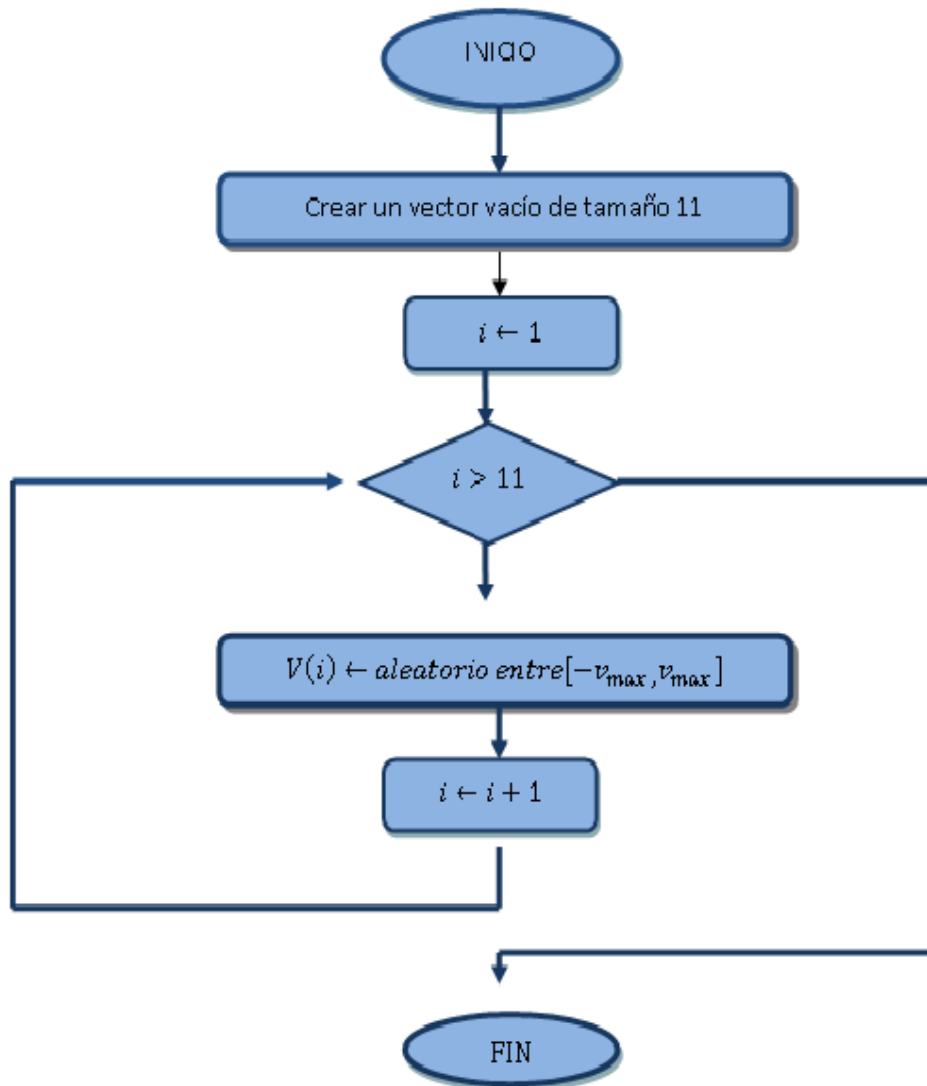 INICIO
Crear un vector vacío de tamaño 11
i ← 1
i > 11
V(i) ← aleatorio entre[−v_max, v_max]
i ← i + 1
FIN